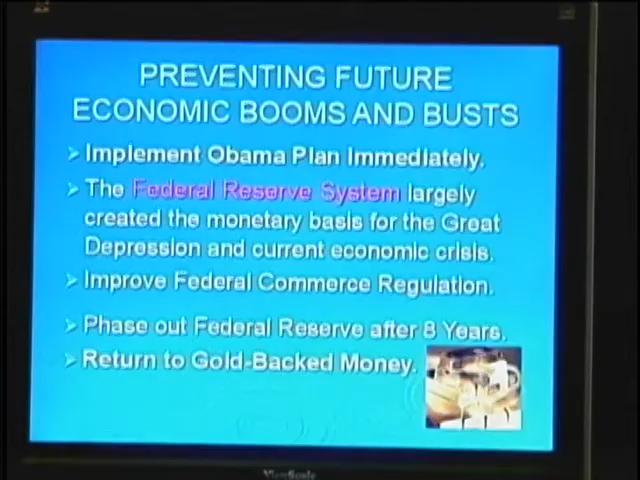 PREVENTING FUTURE
ECONOMIC BOOMS AND BUSTS
➢ Implement Obama Plan Immediately.
➢ The Federal Reserve System largely
created the monetary basis for the Great
Depression and current economic crisis.
➢ Improve Federal Commerce Regulation.
➢ Phase out Federal Reserve after 8 Years.
➢ Return to Gold-Backed Money.
ViewSonic